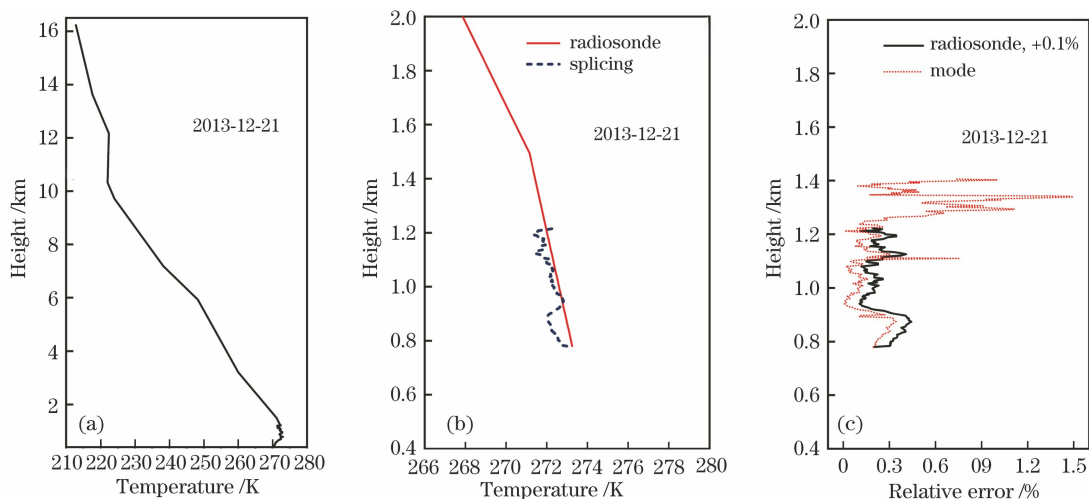 16
14
12
10
8
6
4
2
Height /km
2013-12-21
(a)
210 220 230 240 250 260 270 280
Temperature /K
2.0
1.8
1.6
1.4
1.2
1.0
0.8
0.6
0.4
Height /km
radiosonde
splicing
2013-12-21
(b)
266 268 270 272 274 276 278 280
Temperature /K
2.0
1.8
1.6
1.4
1.2
1.0
0.8
0.6
0.4
Height /km
radiosonde, +0.1%
mode
2013-12-21
(c)
0 0.3 0.6 09 1.2 1.5
Relative error /%